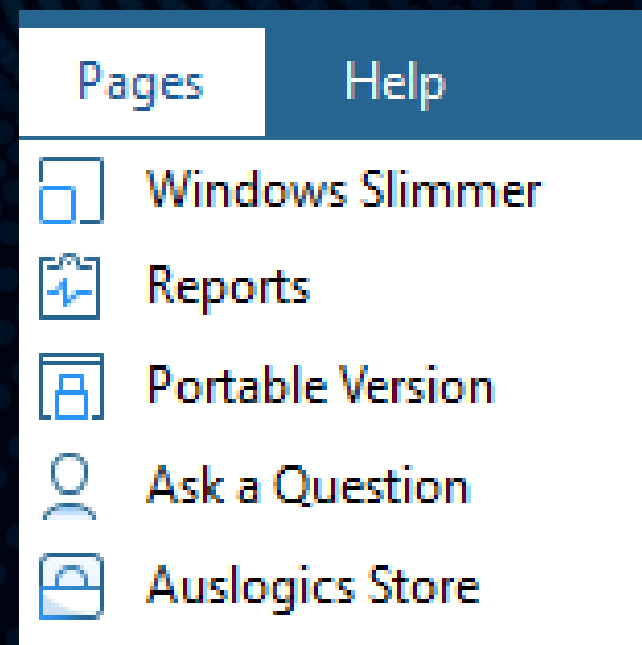 Pages Help
Windows Slimmer
Reports
Portable Version
Ask a Question
Auslogics Store